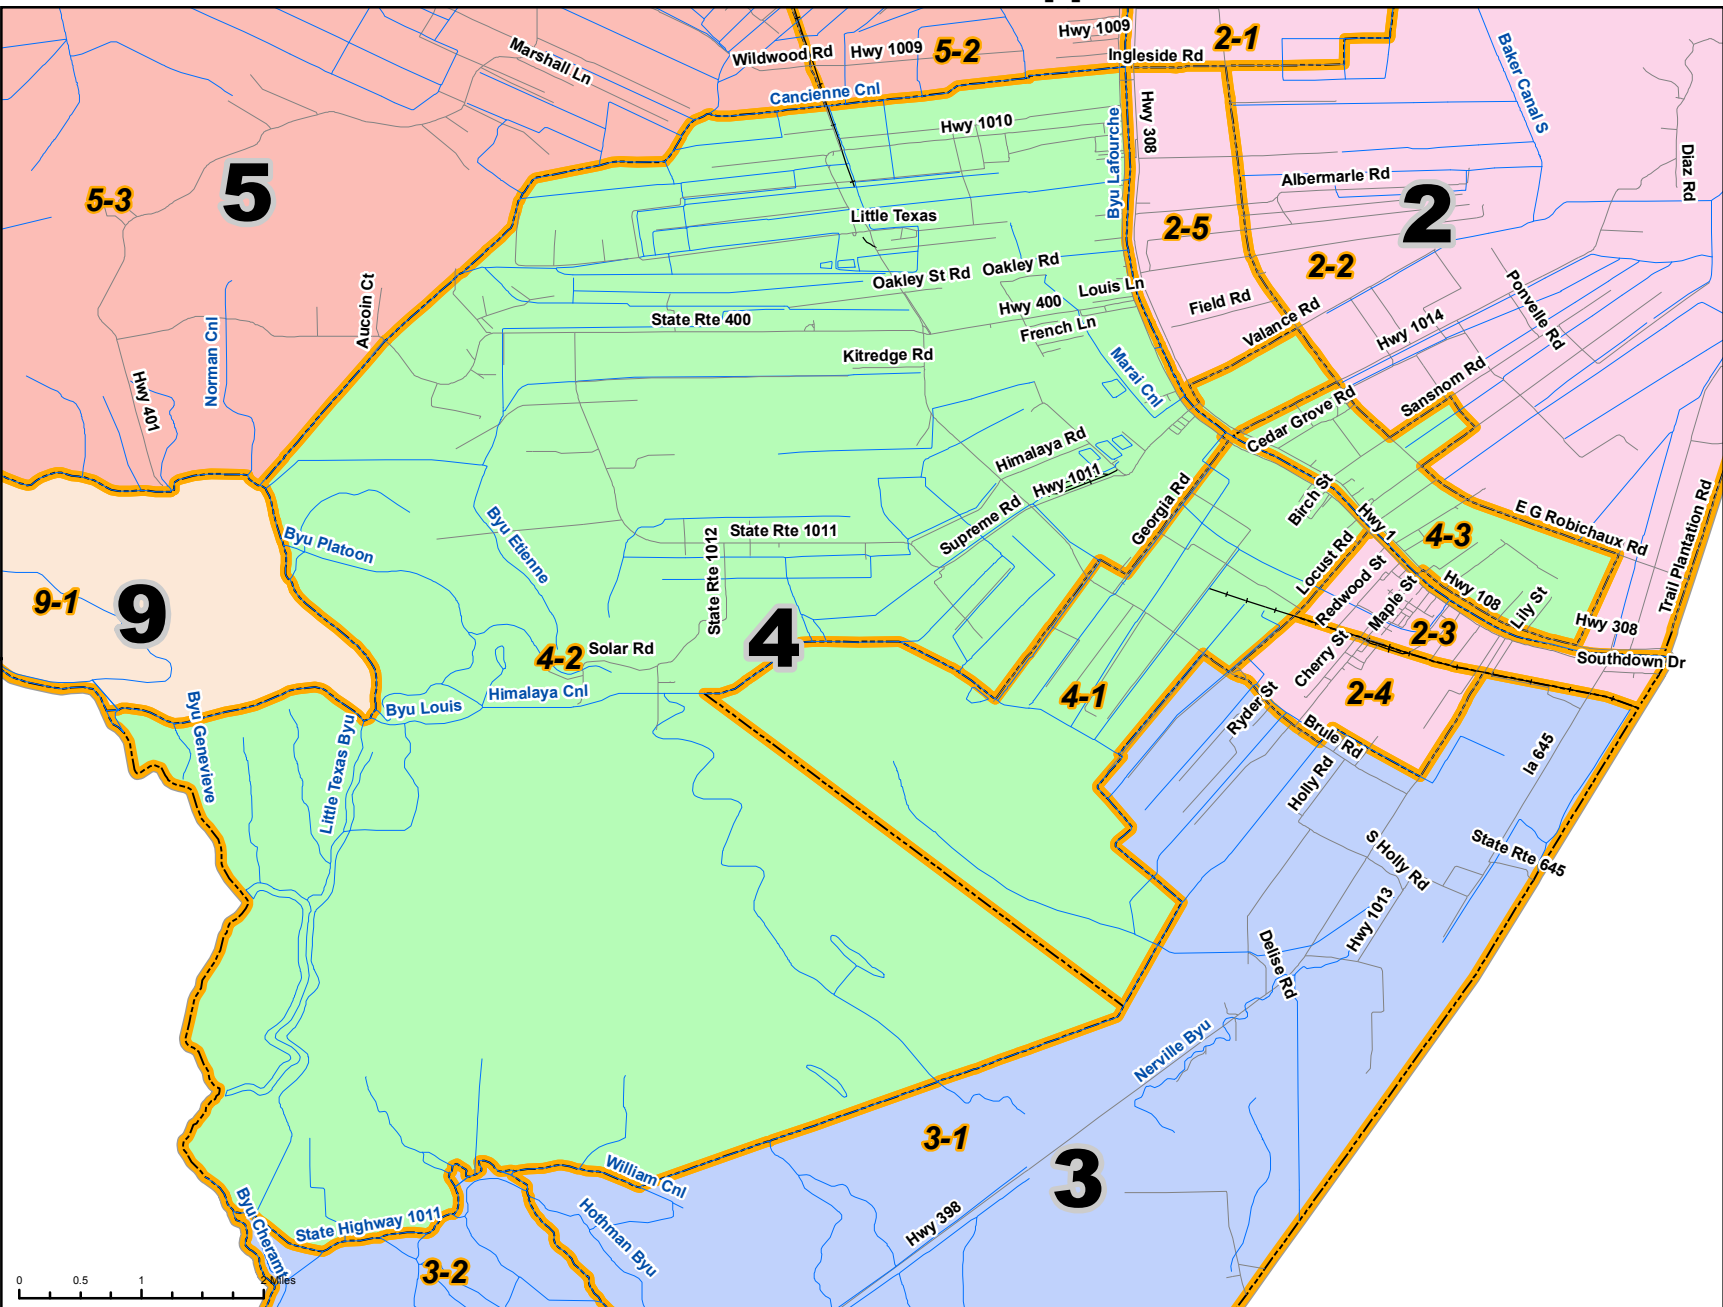 Hwy 1009
2-1
Wildwood Rd
Hwy 1009
5-2
Ingleside Rd
Marshall Ln
Baker Canal S
Cancienne Cnl
Hwy 1010
Byu Lafourche
Hwy 308
Diaz Rd
Albermarle Rd
5-3
5
2
Little Texas
2-5
2-2
Oakley St Rd
Oakley Rd
Louis Ln
Hwy 400
Field Rd
Ponvelle Rd
Aucoin Ct
State Rte 400
French Ln
Valance Rd
Hwy 1014
Norman Cnl
Kitredge Rd
Marai Cnl
Sansnom Rd
Hwy 401
Cedar Grove Rd
Himalaya Rd
Hwy 1011
Georgia Rd
Birch St
Supreme Rd
Hwy 1
E G Robichaux Rd
Trail Plantation Rd
Byu Platoon
Byu Etienne
State Rte 1011
4-3
State Rte 1012
Locust Rd
Redwood St
Maple St
Hwy 108
Lily St
9-1
9
Hwy 308
2-3
4
4-2
Solar Rd
Cherry St
Southdown Dr
Byu Louis
Himalaya Cnl
4-1
2-4
Ryder St
Byu Genevieve
Little Texas Byu
Brule Rd
Holly Rd
la 645
S Holly Rd
State Rte 645
Hwy 1013
Delise Rd
Nerville Byu
3-1
3
William Cnl
Hothman Byu
Hwy 398
State Highway 1011
Byu Cheramt
3-2
0 0.5 1 2 Miles